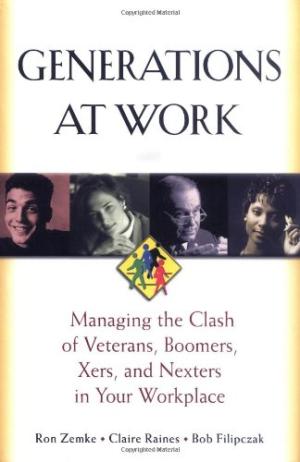 GENERATIONS
AT WORK
Managing the Clash
of Veterans, Boomers,
Xers, and Nexters
in Your Workplace
Ron Zemke • Claire Raines • Bob Filipczak